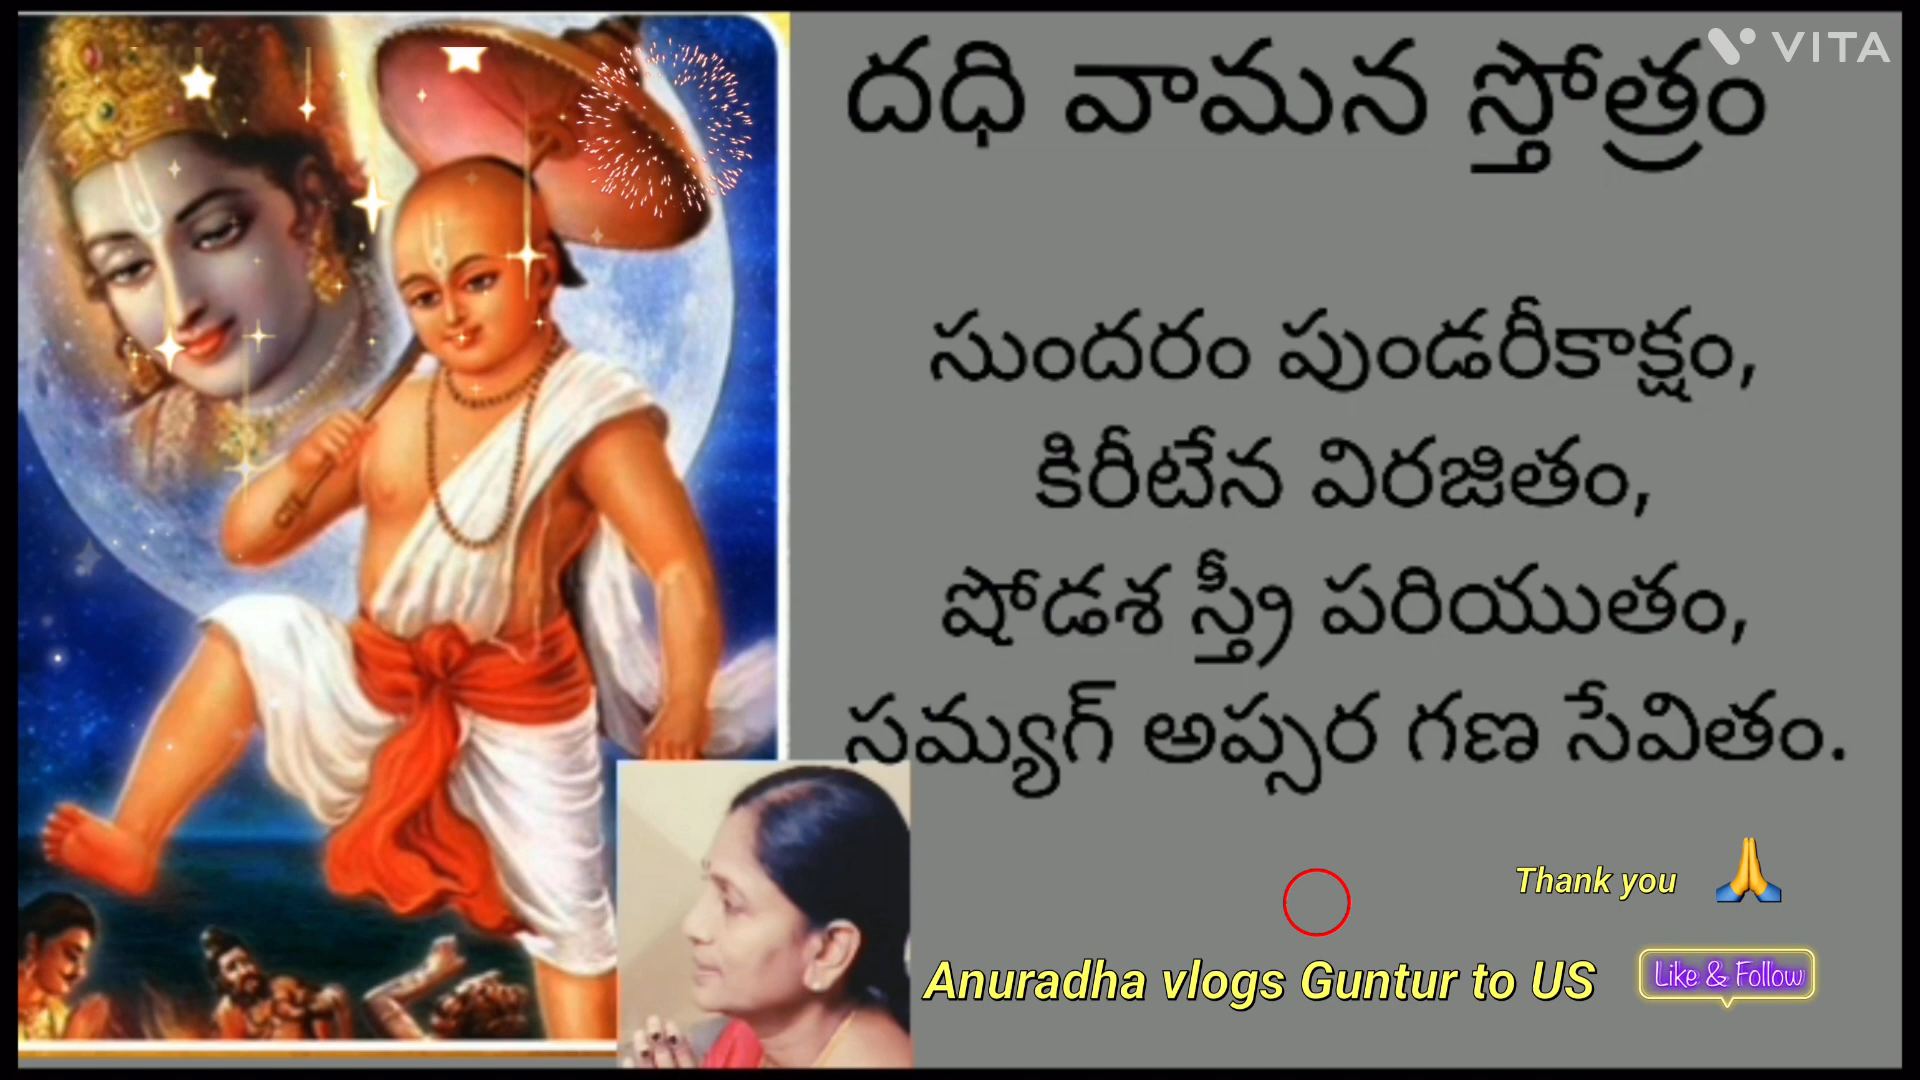 VITA
దధి వామన స్తోత్రం
సుందరం పుండరీకాక్షం,
కిరీటేన విరజితం,
షోడశ స్త్రీ పరియుతం,
సమ్యగ్ అప్సర గణ సేవితం.
Thank you
Anuradha vlogs Guntur to US
Like & Follow